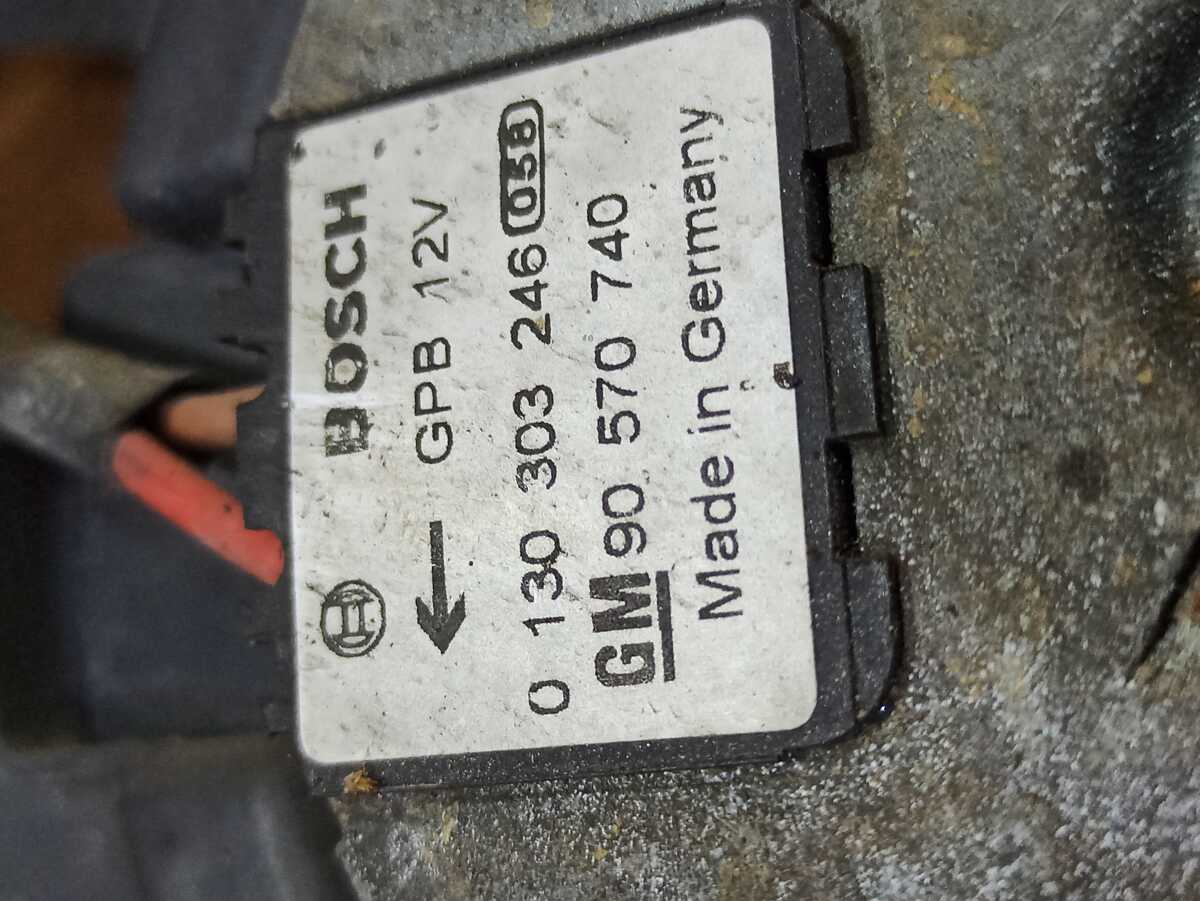 BOSCH
GPB 12V
0 130 303 246 058
GM 90 570 740
Made in Germany